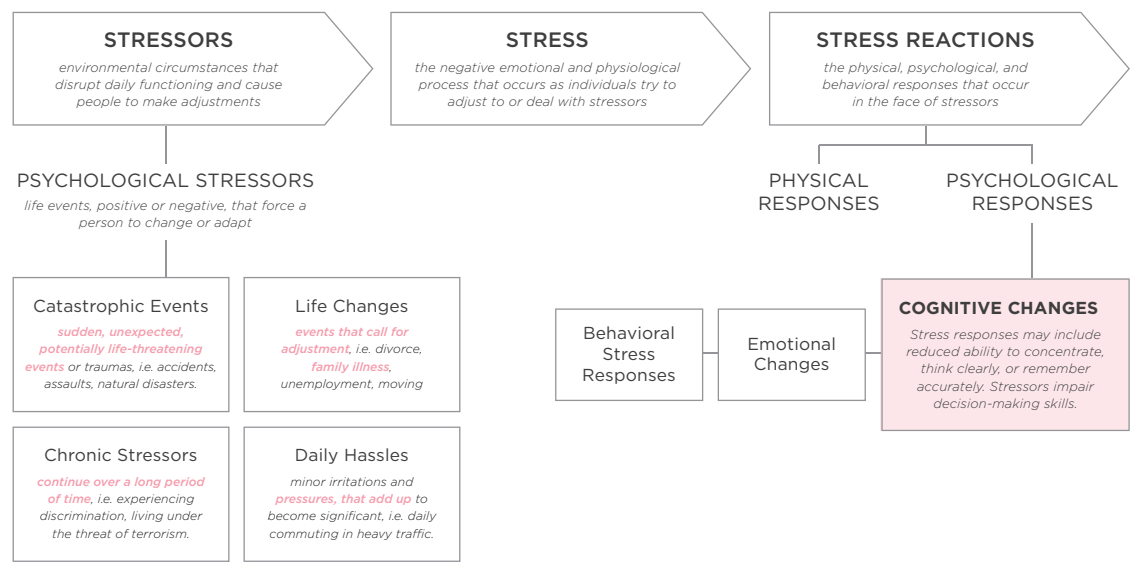 STRESSORS
environmental circumstances that
disrupt daily functioning and cause
people to make adjustments
STRESS
the negative emotional and physiological
process that occurs as individuals try to
adjust to or deal with stressors
STRESS REACTIONS
the physical, psychological, and
behavioral responses that occur
in the face of stressors
PSYCHOLOGICAL STRESSORS
life events, positive or negative, that force a
person to change or adapt
PHYSICAL
RESPONSES
PSYCHOLOGICAL
RESPONSES
Catastrophic Events
sudden, unexpected,
potentially life-threatening
events or traumas, i.e. accidents,
assaults, natural disasters.
Life Changes
events that call for
adjustment, i.e. divorce,
family illness,
unemployment, moving
Behavioral
Stress
Responses
Emotional
Changes
COGNITIVE CHANGES
Stress responses may include
reduced ability to concentrate,
think clearly, or remember
accurately. Stressors impair
decision-making skills.
Chronic Stressors
continue over a long period
of time, i.e. experiencing
discrimination, living under
the threat of terrorism.
Daily Hassles
minor irritations and
pressures, that add up to
become significant, i.e. daily
commuting in heavy traffic.